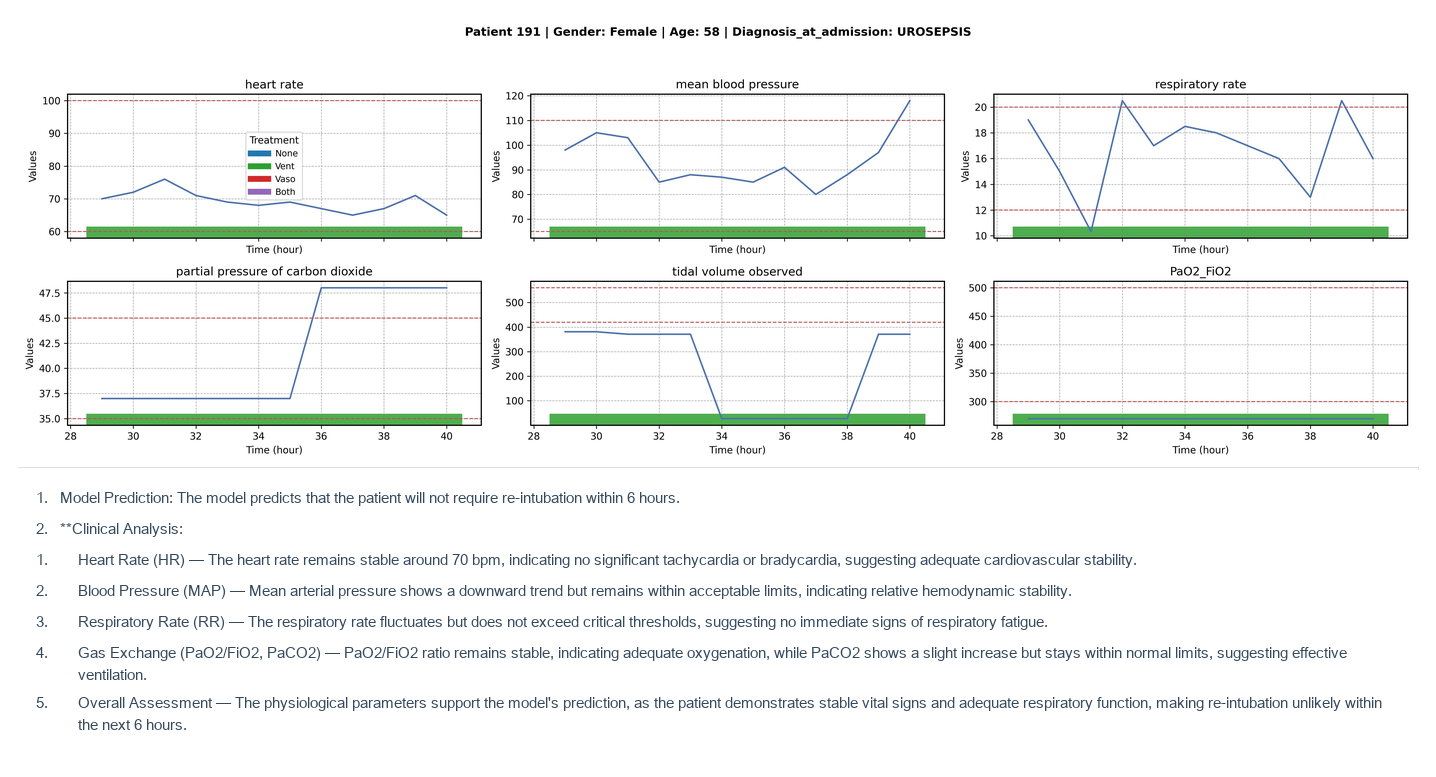 Patient 191 | Gender: Female | Age: 58 | Diagnosis_at_admission: UROSEPSIS
heart rate
100
90
80
70
60
Values
Time (hour)
Treatment
None
Vent
Vaso
Both
mean blood pressure
120
110
100
90
80
70
Values
Time (hour)
respiratory rate
20
18
16
14
12
10
Values
Time (hour)
partial pressure of carbon dioxide
47.5
45.0
42.5
40.0
37.5
35.0
Values
28 30 32 34 36 38 40
Time (hour)
tidal volume observed
500
400
300
200
100
Values
28 30 32 34 36 38 40
Time (hour)
PaO2_FiO2
500
450
400
350
300
Values
28 30 32 34 36 38 40
Time (hour)
1. Model Prediction: The model predicts that the patient will not require re-intubation within 6 hours.
2. **Clinical Analysis:
1. Heart Rate (HR) — The heart rate remains stable around 70 bpm, indicating no significant tachycardia or bradycardia, suggesting adequate cardiovascular stability.
2. Blood Pressure (MAP) — Mean arterial pressure shows a downward trend but remains within acceptable limits, indicating relative hemodynamic stability.
3. Respiratory Rate (RR) — The respiratory rate fluctuates but does not exceed critical thresholds, suggesting no immediate signs of respiratory fatigue.
4. Gas Exchange (PaO2/FiO2, PaCO2) — PaO2/FiO2 ratio remains stable, indicating adequate oxygenation, while PACO2 shows a slight increase but stays within normal limits, suggesting effective
ventilation.
5. Overall Assessment — The physiological parameters support the model's prediction, as the patient demonstrates stable vital signs and adequate respiratory function, making re-intubation unlikely within
the next 6 hours.